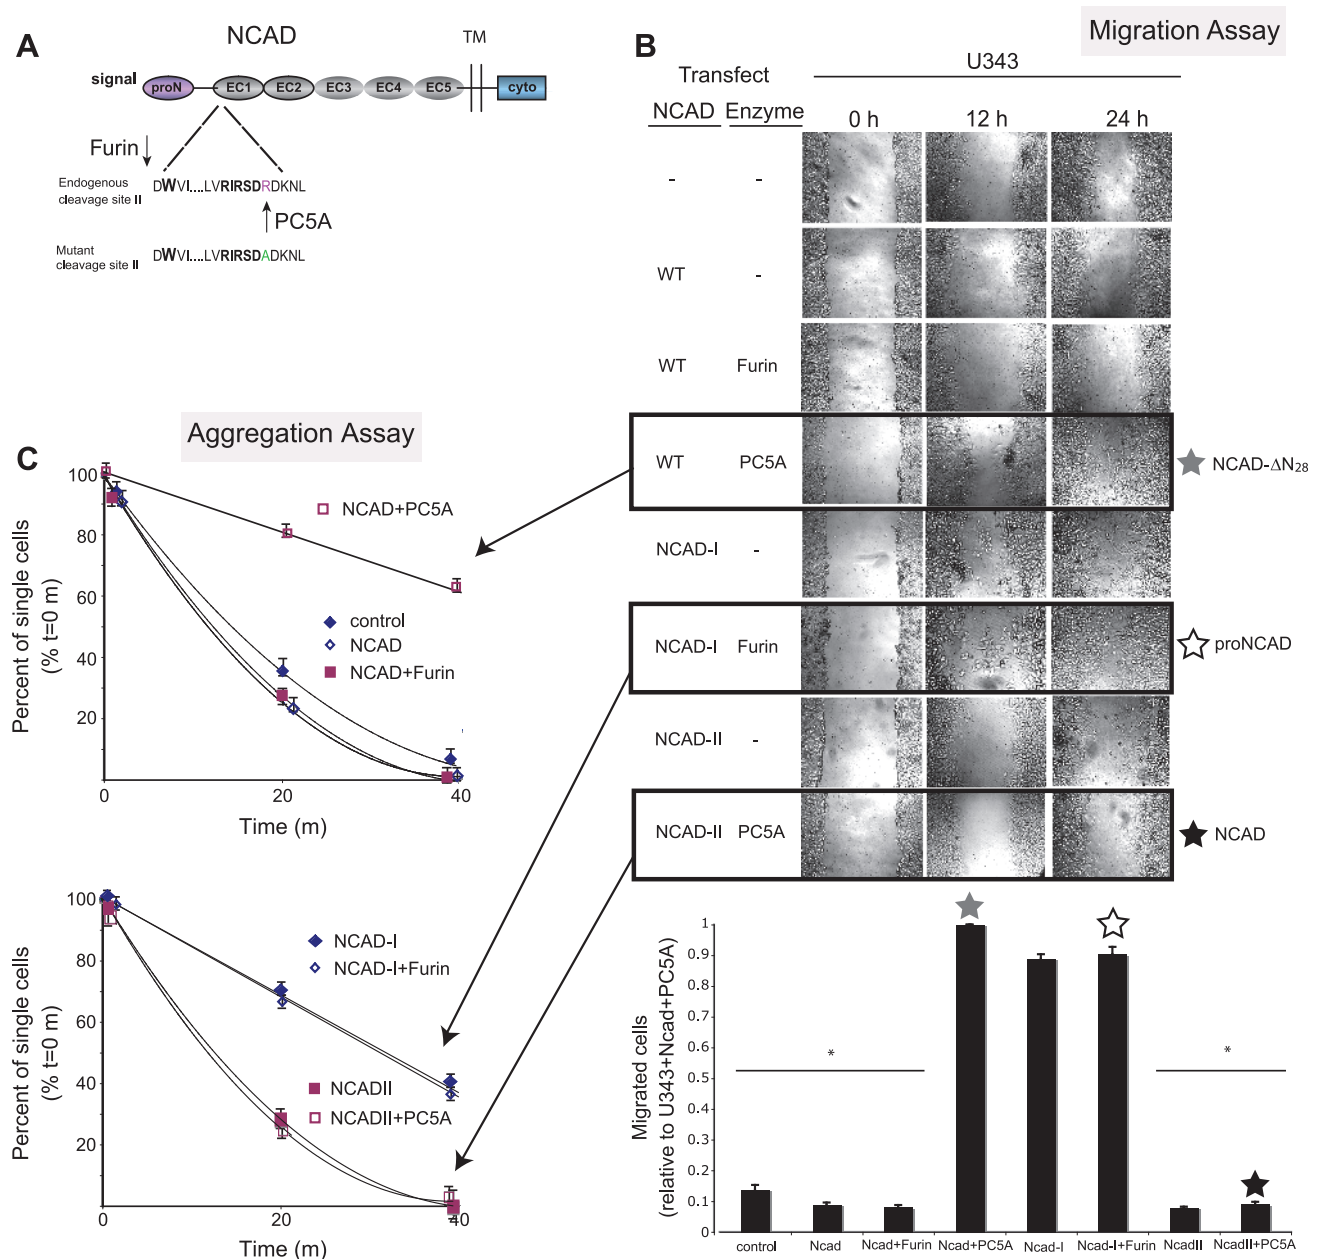 A
NCAD
TM
signal
proN
EC1
EC2
EC3
EC4
EC5
cyto
Furin
Endogenous
cleavage site II
DWVI....LVRIRSDRDKNL
PC5A
Mutant
cleavage site II
DWVI....LVRIRSDADKNL
B
Migration Assay
U343
Transfect
NCAD Enzyme
0 h 12 h 24 h
- -
WT -
WT Furin
WT PC5A
NCAD-ΔN28
NCAD-I -
NCAD-I Furin
proNCAD
NCAD-II -
NCAD-II PC5A
NCAD
C
Aggregation Assay
Percent of single cells
(% t=0 m)
100
80
60
40
20
0 20 40
Time (m)
NCAD+PC5A
control
NCAD
NCAD+Furin
Percent of single cells
(% t=0 m)
100
80
60
40
20
0 20 40
Time (m)
NCAD-I
NCAD-I+Furin
NCADII
NCADII+PC5A
Migrated cells
(relative to U343+Ncad+PC5A)
1
0.9
0.8
0.7
0.6
0.5
0.4
0.3
0.2
0.1
0
*
*
control Ncad Ncad+Furin Ncad+PC5A Ncad-I Ncad-I+Furin NcadII NcadII+PC5A